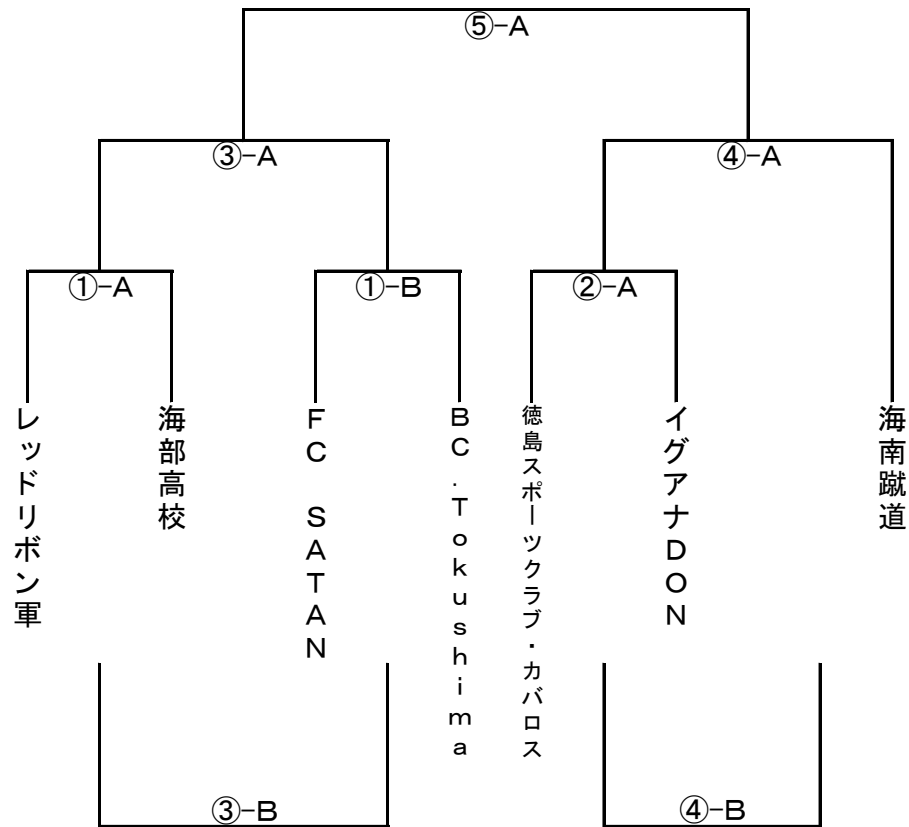 ⑤-A
③-A
④-A
①-A
①-B
②-A
レッドリボン軍
海部高校
FC SATAN
BC.Tokushima
徳島スポーツクラブ・カバロス
イグアナDON
海南蹴道
③-B
④-B